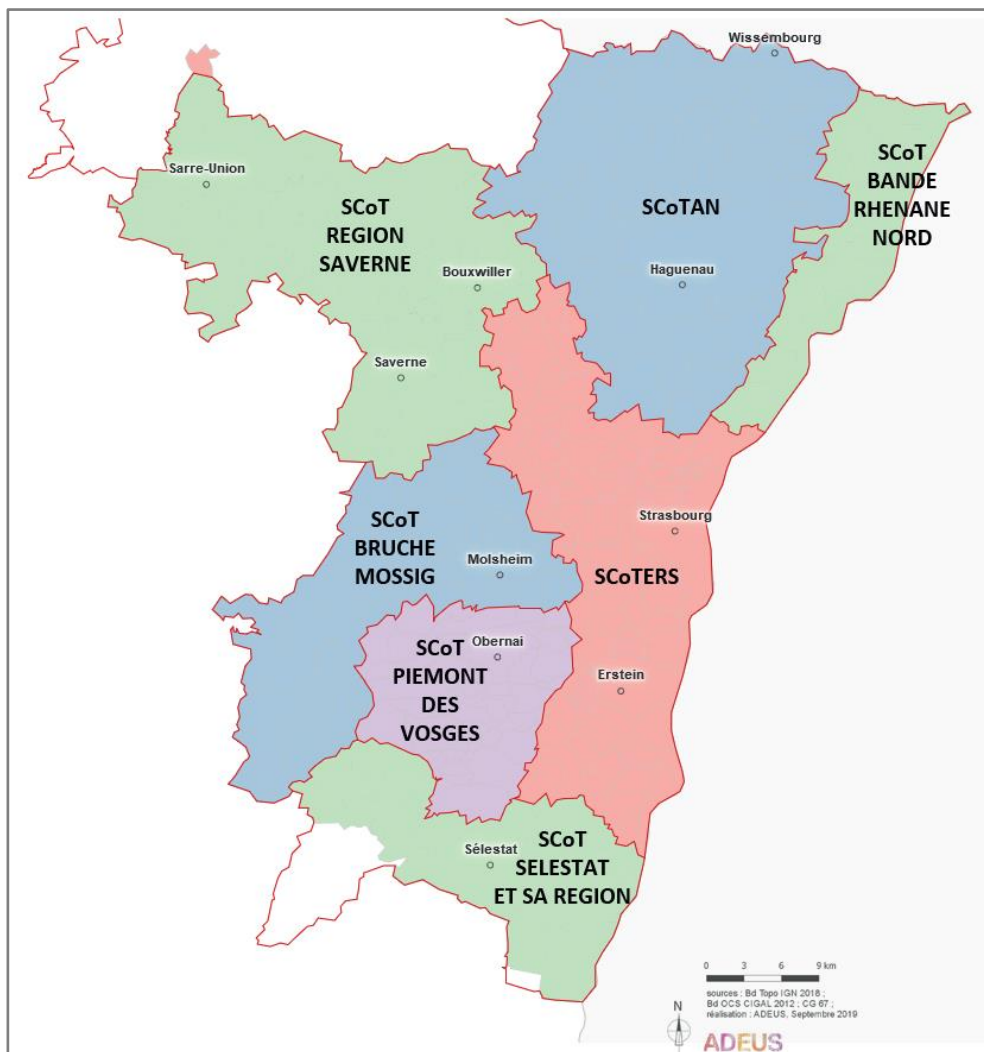 Wissembourg
SCoT
BANDE
RHENANE
NORD
Sarre-Union
SCoT
REGION
SAVERNE
SCoTAN
Bouxwiller
Haguenau
Saverne
Strasbourg
SCoT
BRUCHE
MOSSIG
Molsheim
SCoTERS
SCoT
PIEMONT
DES
VOSGES
Obernai
Erstein
Sélestat
SCoT
SELESTAT
ET SA REGION
0 3 6 9 km
sources : Bd Topo IGN 2018 ;
Bd OCS CIGAL 2012 ; CG 67 ;
réalisation : ADEUS, Septembre 2019
N
ADEUS